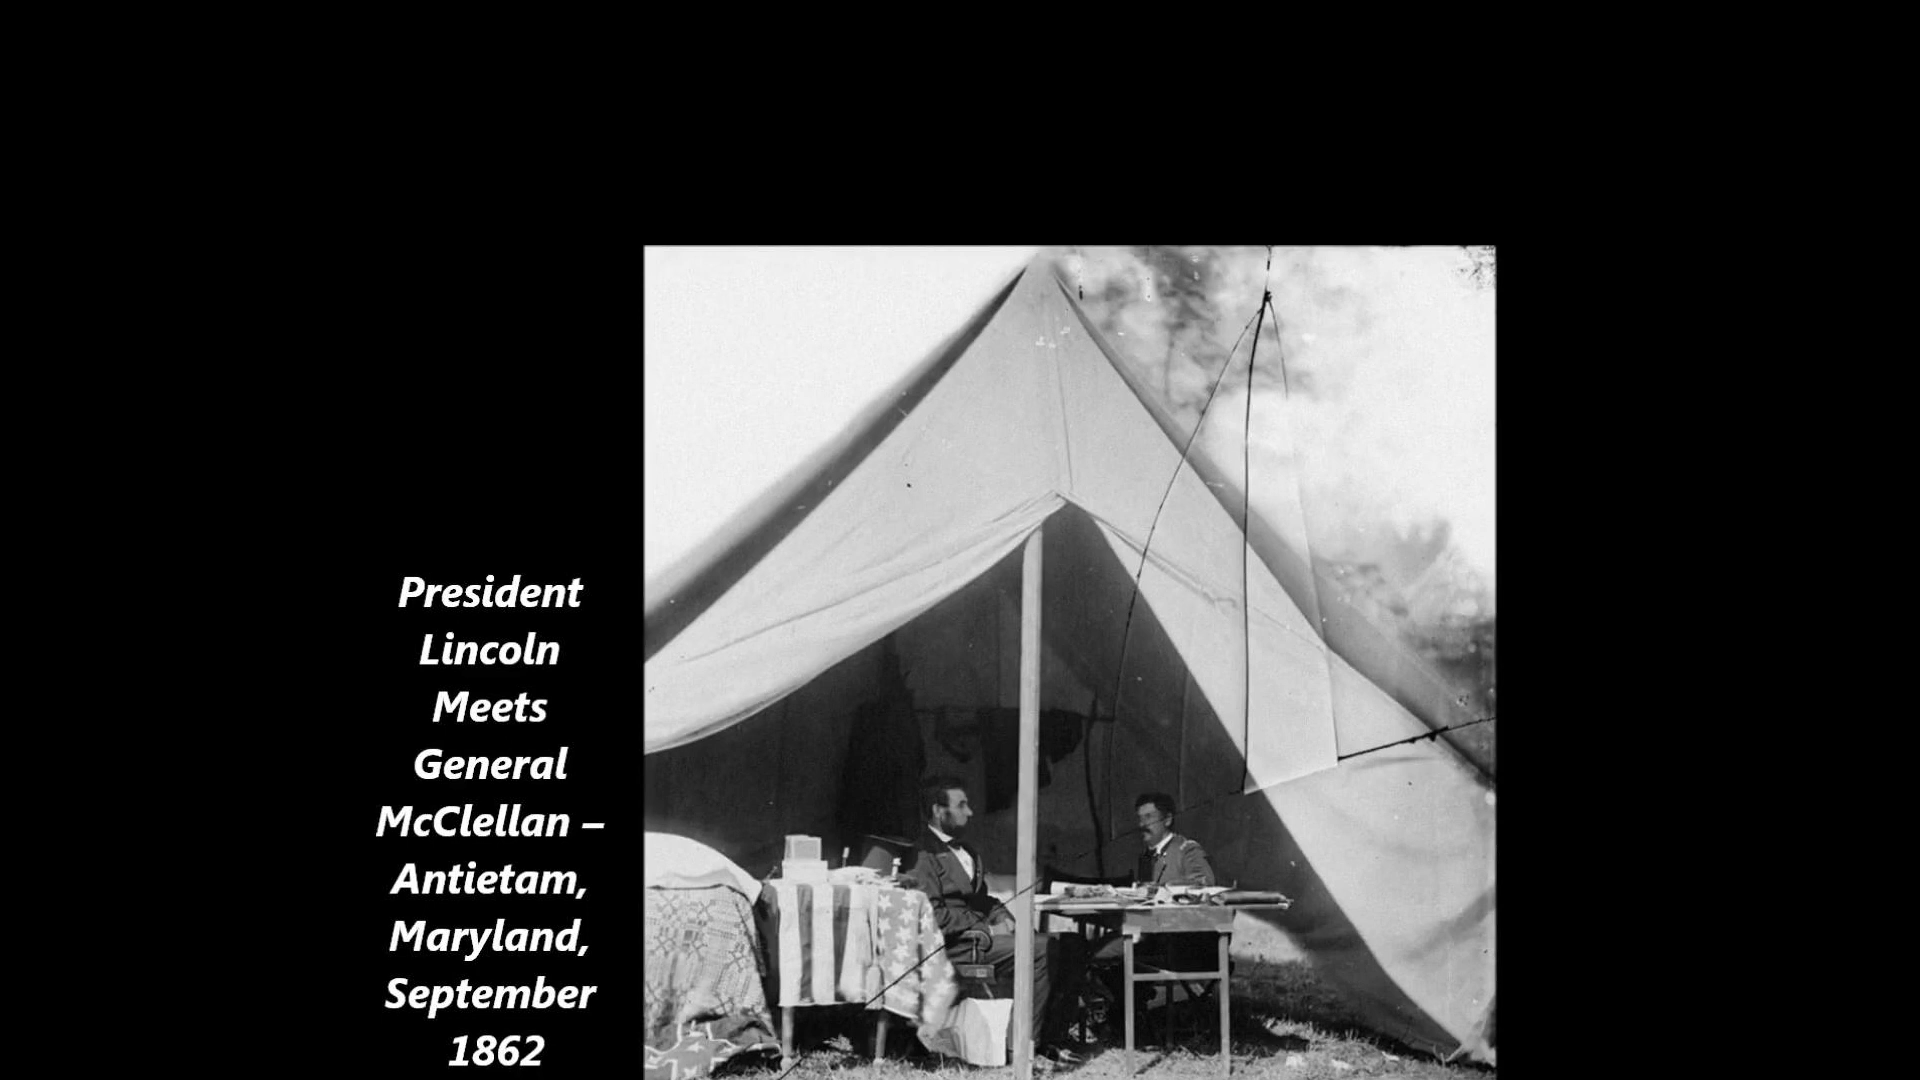 President
Lincoln
Meets
General
McClellan –
Antietam,
Maryland,
September
1862